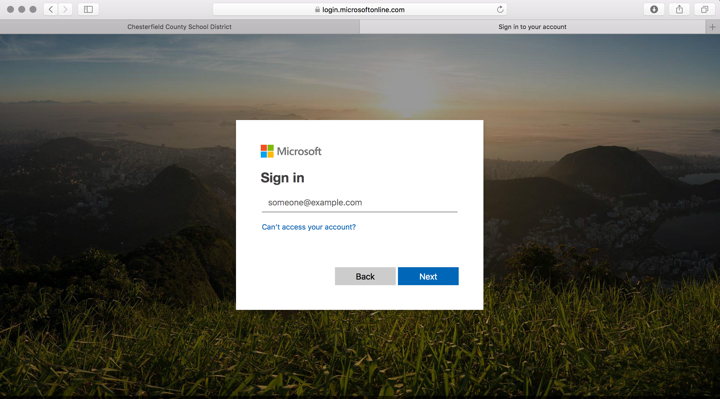 login.microsoftonline.com
Chesterfield County School District
Sign in to your account
Microsoft
Sign in
someone@example.com
Can't access your account?
Back
Next